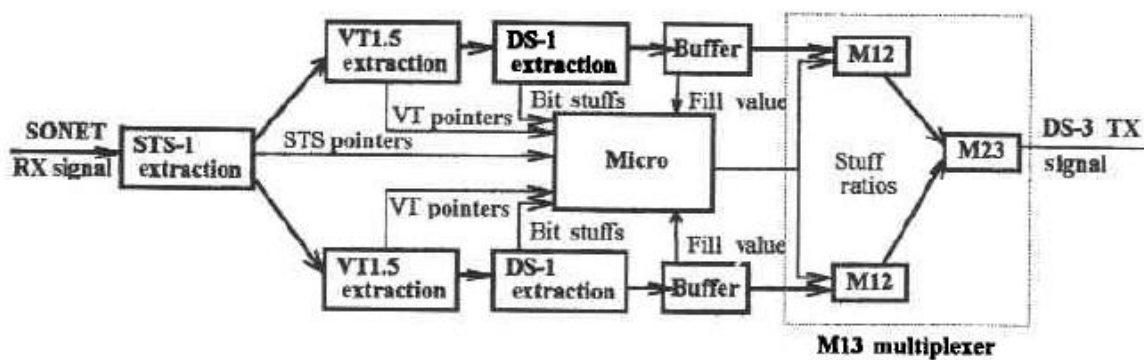 VT1.5
extraction
DS-1
extraction
Buffer
M12
Bit stuffs
Fill value
VT pointers
SONET
RX signal
STS-1
extraction
STS pointers
Micro
Stuff
ratios
M23
DS-3 TX
signal
VT pointers
Bit stuffs
Fill value
VT1.5
extraction
DS-1
extraction
Buffer
M12
M13 multiplexer